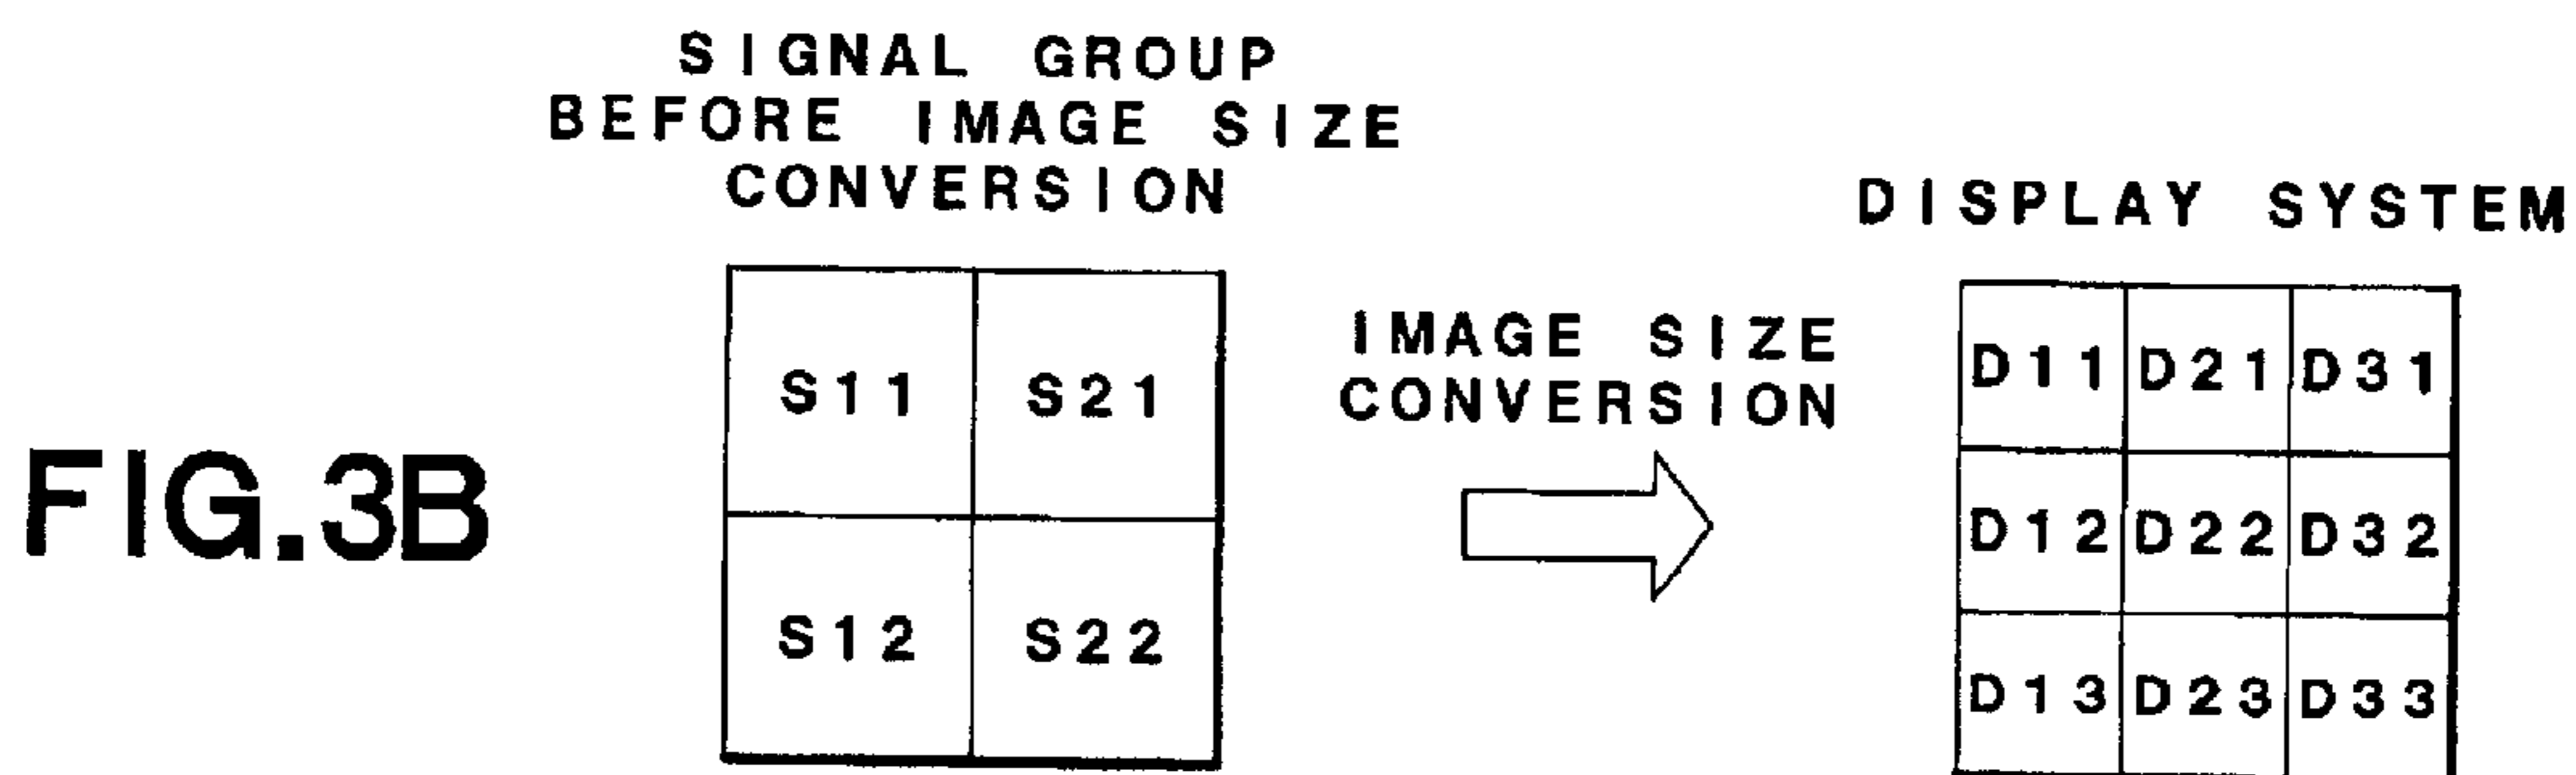 SIGNAL GROUP
BEFORE IMAGE SIZE
CONVERSION
DISPLAY SYSTEM
S11 S21
S12 S22
IMAGE SIZE
CONVERSION
D11 D21 D31
D12 D22 D32
D13 D23 D33
FIG.3B